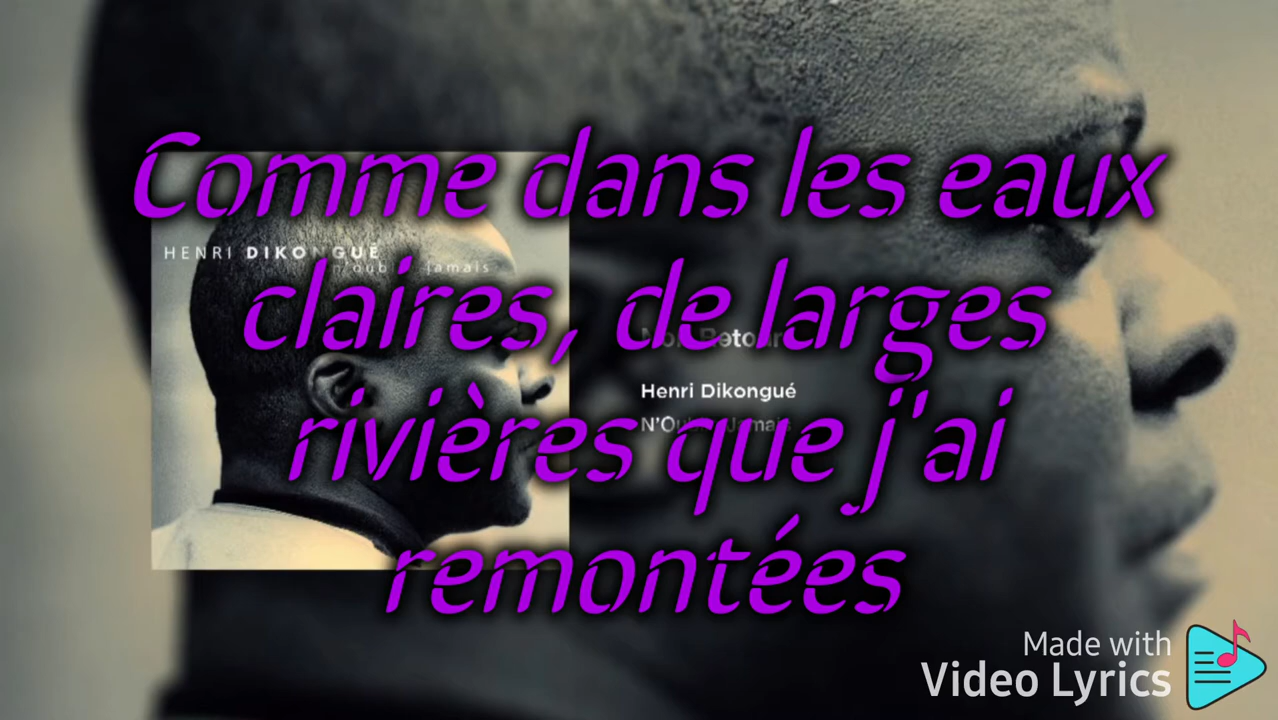 Comme dans les eaux
claires, de larges
rivières que j'ai
remontées
HENRI DIKONGUÉ
jamais
Henri Dikongué
Made with
Video Lyrics